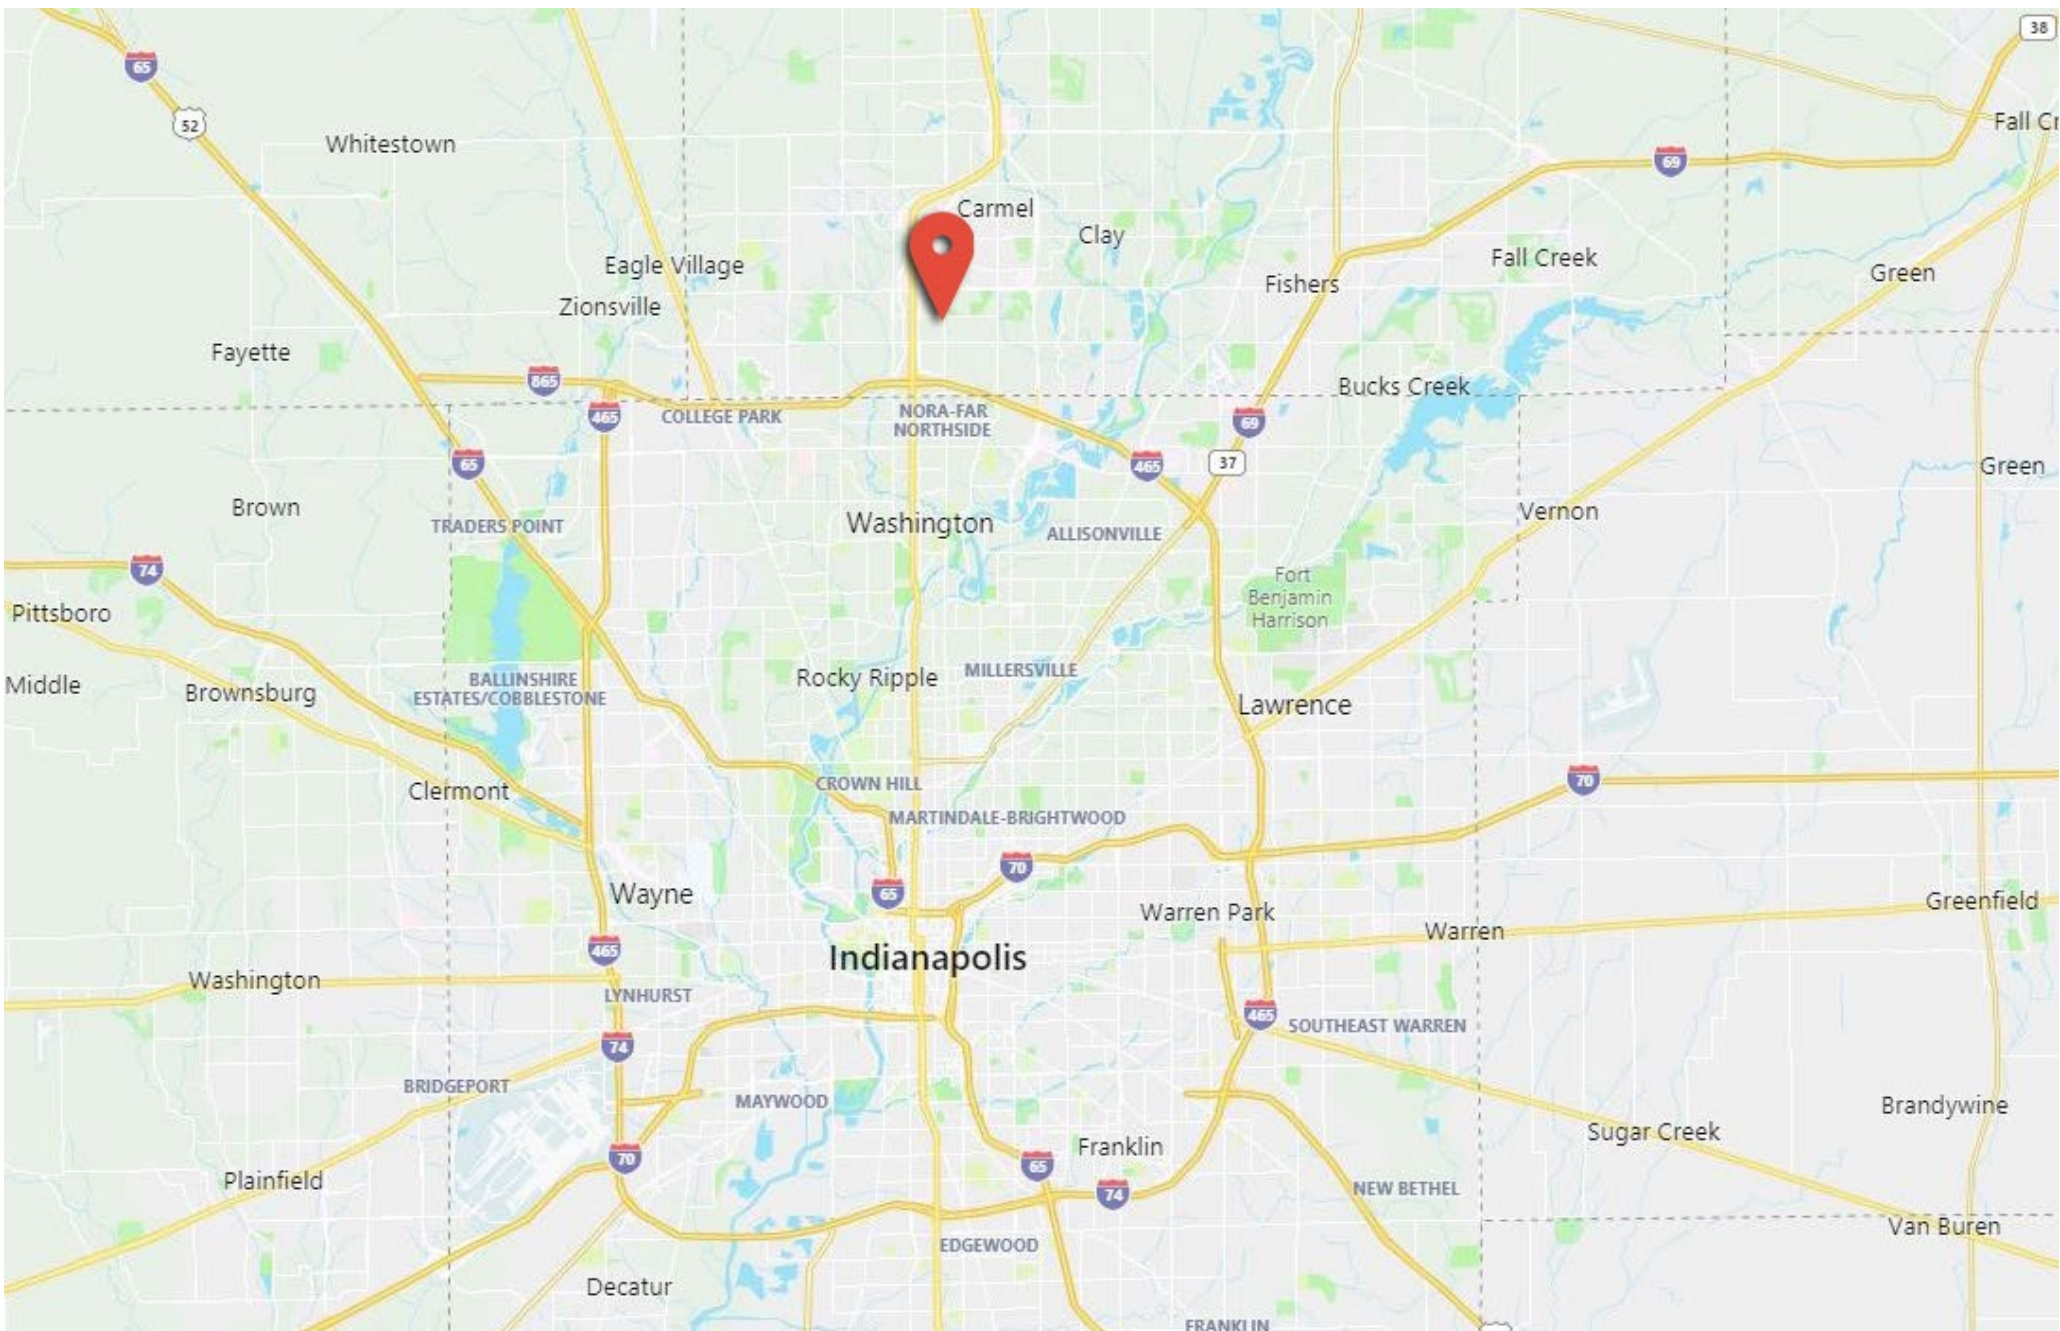 38
65
Fall Cr
52
Whitestown
69
Carmel
Clay
Eagle Village
Fall Creek
Green
Fishers
Zionsville
Fayette
865
Bucks Creek
465
COLLEGE PARK
NORA-FAR
NORTHSIDE
69
65
465
37
Green
Brown
Vernon
TRADERS POINT
Washington
ALLISONVILLE
74
Fort
Benjamin
Harrison
Pittsboro
Rocky Ripple
MILLERSVILLE
Middle
Brownsburg
BALLINSHIRE
ESTATES/COBBLESTONE
Lawrence
70
Clermont
CROWN HILL
MARTINDALE-BRIGHTWOOD
70
Wayne
65
Greenfield
Warren Park
Warren
465
Indianapolis
Washington
LYNHURST
465
SOUTHEAST WARREN
74
BRIDGEPORT
MAYWOOD
Brandywine
Sugar Creek
Franklin
70
65
Plainfield
74
NEW BETHEL
Van Buren
EDGEWOOD
Decatur
FRANKLIN